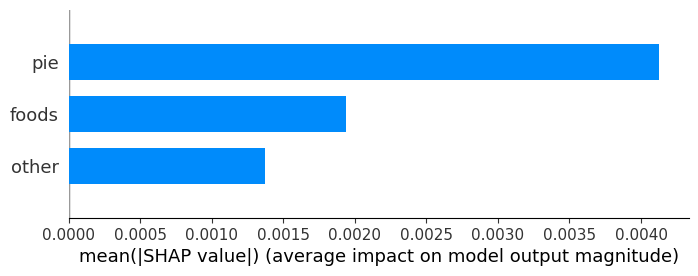 pie
foods
other
0.0000 0.0005 0.0010 0.0015 0.0020 0.0025 0.0030 0.0035 0.0040
mean(|SHAP value|) (average impact on model output magnitude)